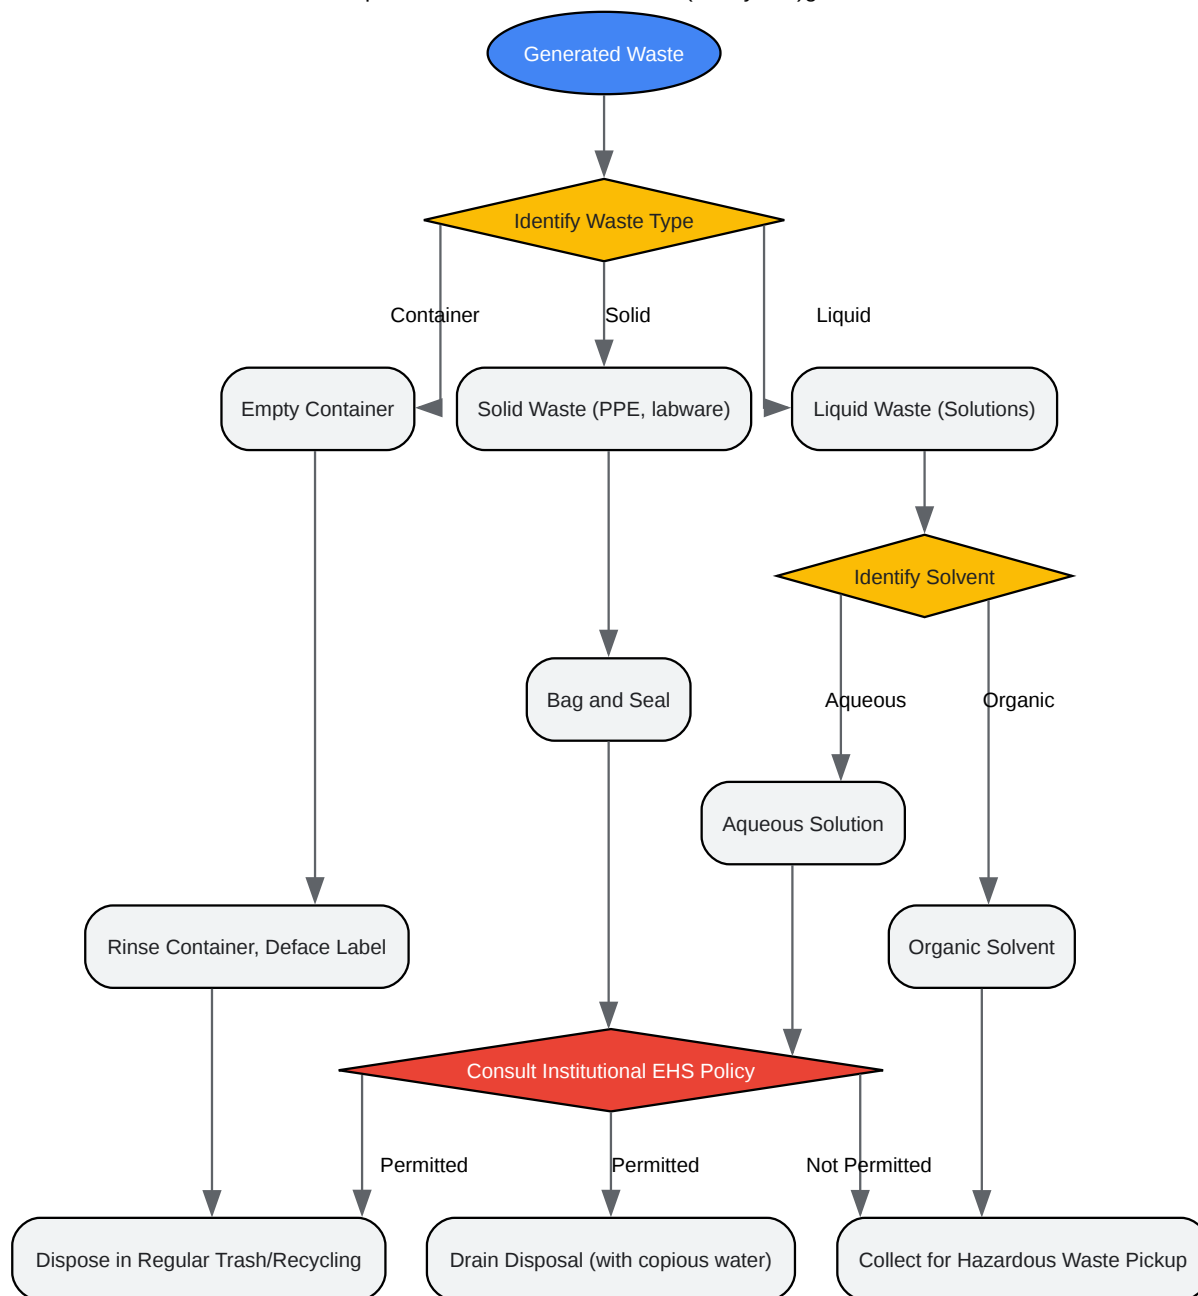 Generated Waste
Identify Waste Type
Container
Solid
Liquid
Empty Container
Solid Waste (PPE, labware)
Liquid Waste (Solutions)
Identify Solvent
Bag and Seal
Aqueous
Organic
Aqueous Solution
Rinse Container, Deface Label
Organic Solvent
Consult Institutional EHS Policy
Permitted
Permitted
Not Permitted
Dispose in Regular Trash/Recycling
Drain Disposal (with copious water)
Collect for Hazardous Waste Pickup